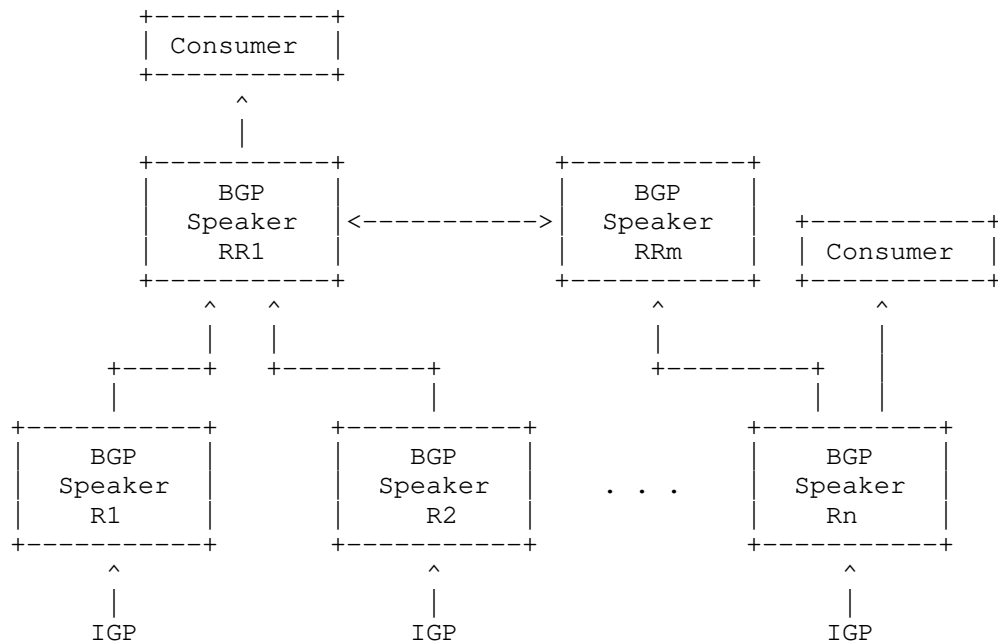 Consumer
BGP BGP
Speaker Speaker
RR1 RRm Consumer
BGP BGP BGP
Speaker Speaker . . . Speaker
R1 R2 Rn
IGP IGP IGP